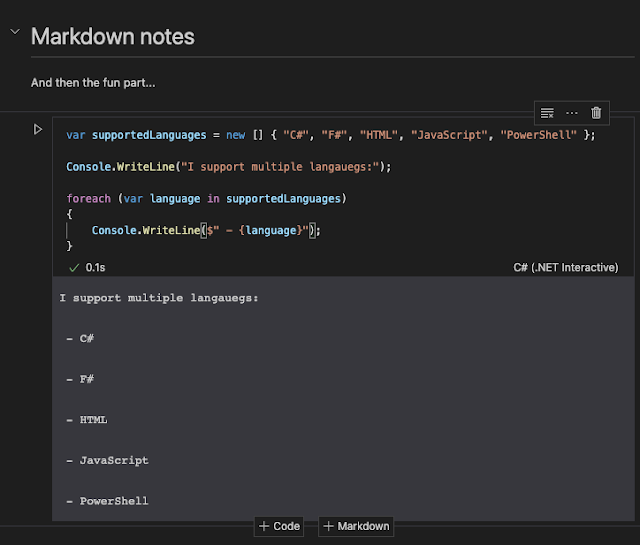 Markdown notes
And then the fun part...
var supportedLanguages = new [] { "C#", "F#", "HTML", "JavaScript", "PowerShell" };
Console.WriteLine("I support multiple langauegs:");
foreach (var language in supportedLanguages)
{
Console.WriteLine($" - {language}");
}
0.1s
C# (.NET Interactive)
I support multiple langauegs:
- C#
- F#
- HTML
- JavaScript
- PowerShell
+ Code + Markdown